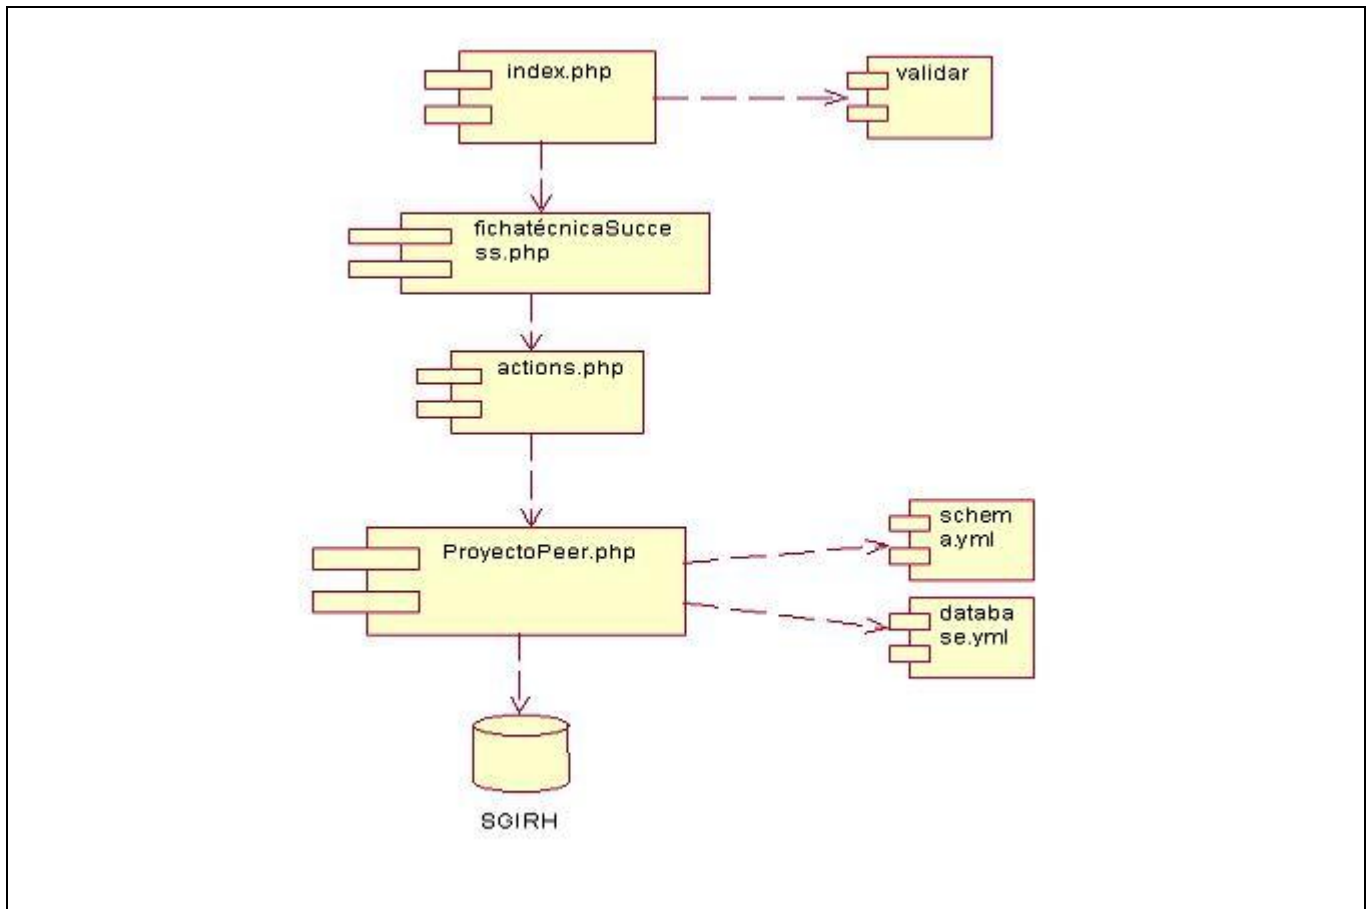 index.php
validar
fichatécnicaSucce
ss.php
actions.php
ProyectoPeer.php
schem
a.yml
databa
se.yml
SGIRH